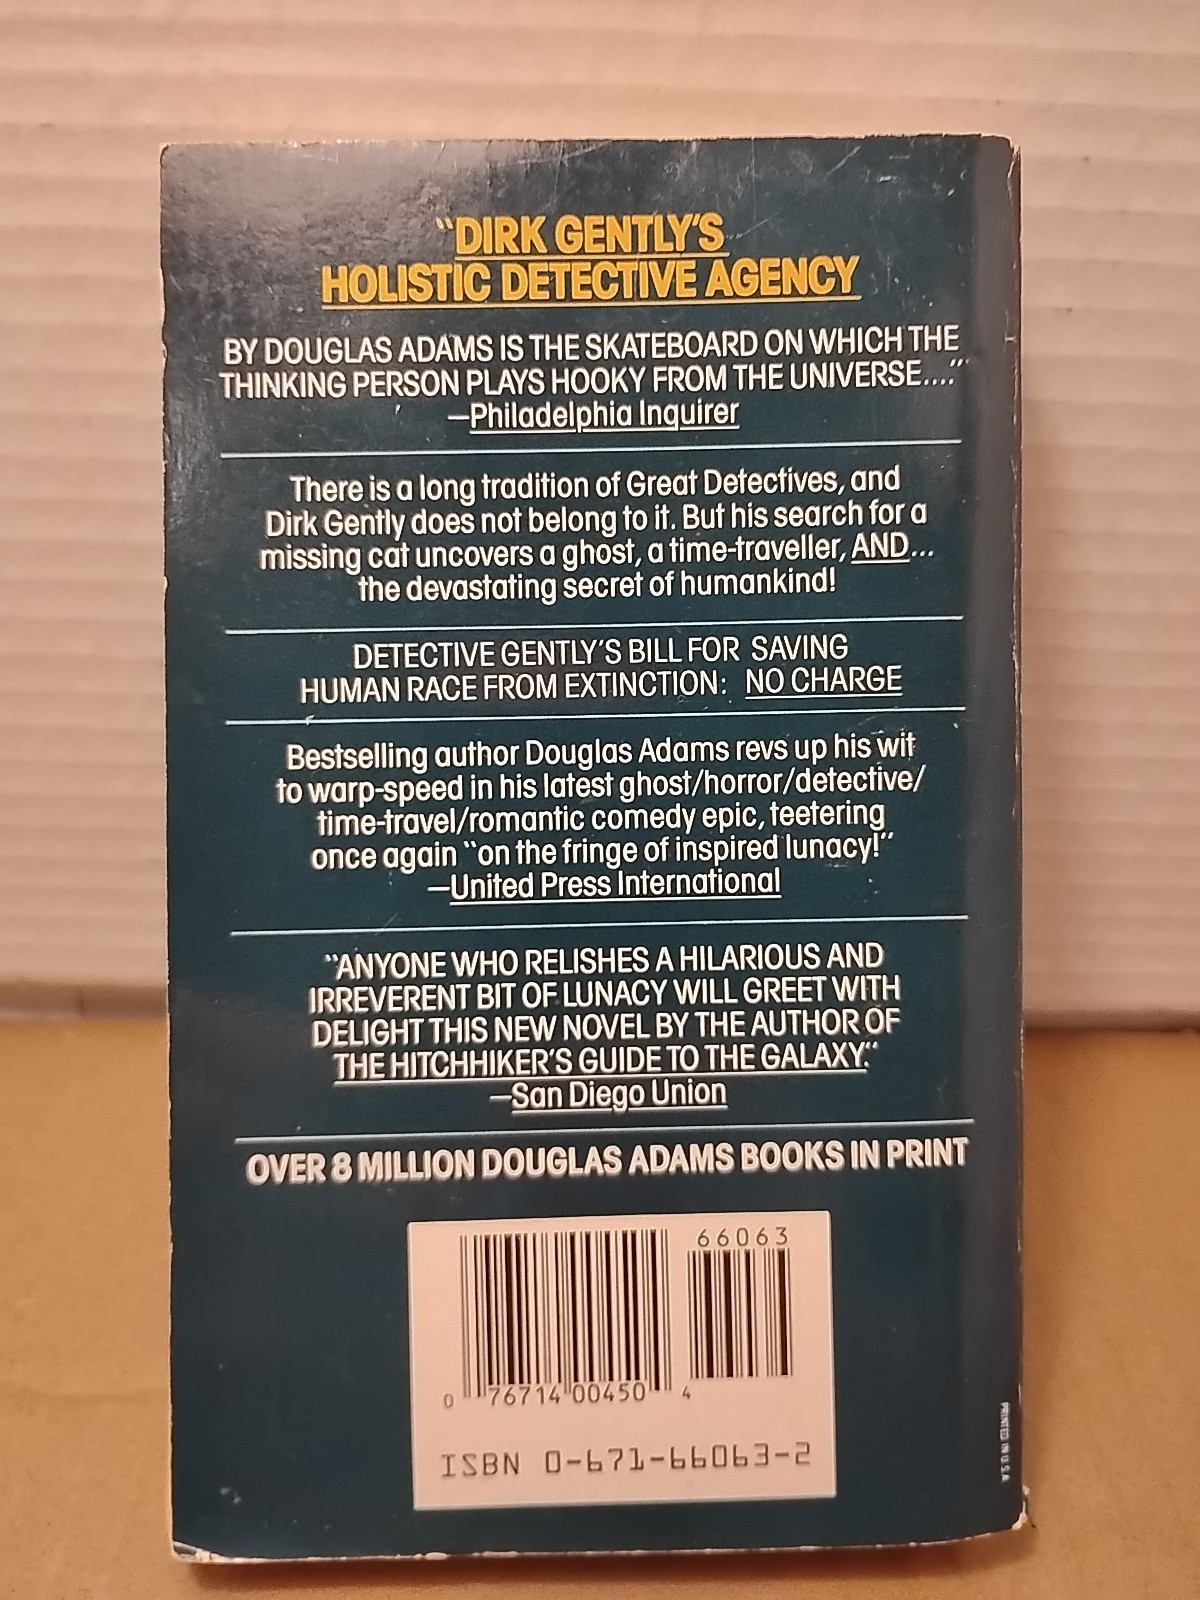 "DIRK GENTLY'S
HOLISTIC DETECTIVE AGENCY
BY DOUGLAS ADAMS IS THE SKATEBOARD ON WHICH THE
THINKING PERSON PLAYS HOOKY FROM THE UNIVERSE...."
—Philadelphia Inquirer
There is a long tradition of Great Detectives, and
Dirk Gently does not belong to it. But his search for a
missing cat uncovers a ghost, a time-traveller, AND...
the devastating secret of humankind!
DETECTIVE GENTLY'S BILL FOR SAVING
HUMAN RACE FROM EXTINCTION: NO CHARGE
Bestselling author Douglas Adams revs up his wit
to warp-speed in his latest ghost/horror/detective/
time-travel/romantic comedy epic, teetering
once again "on the fringe of inspired lunacy!"
—United Press International
"ANYONE WHO RELISHES A HILARIOUS AND
IRREVERENT BIT OF LUNACY WILL GREET WITH
DELIGHT THIS NEW NOVEL BY THE AUTHOR OF
THE HITCHHIKER'S GUIDE TO THE GALAXY."
—San Diego Union
OVER 8 MILLION DOUGLAS ADAMS BOOKS IN PRINT
66063
0 76714 00450 4
ISBN 0-671-66063-2
PRINTED IN U.S.A.